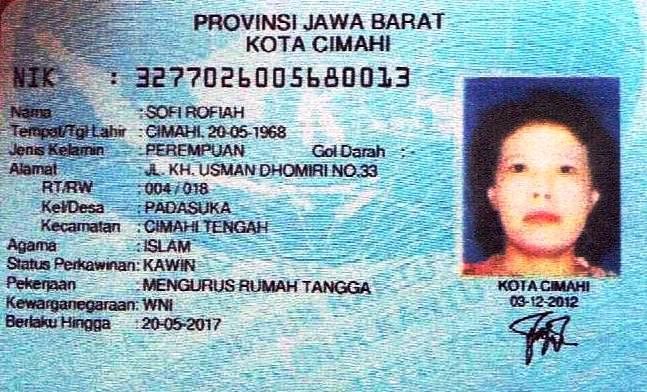 PROVINSI JAWA BARAT
KOTA CIMAHI
NIK : 3277026005680013
Nama : SOFI ROFIAH
Tempat/Tgl Lahir : CIMAHI, 20-05-1968
Jenis Kelamin : PEREMPUAN Gol Darah : -
Alamat : JL. KH. USMAN DHOMIRI NO.33
RT/RW : 004 / 018
Kel/Desa : PADASUKA
Kecamatan : CIMAHI TENGAH
Agama : ISLAM
Status Perkawinan: KAWIN
Pekerjaan : MENGURUS RUMAH TANGGA
Kewarganegaraan: WNI
Berlaku Hingga : 20-05-2017
KOTA CIMAHI
03-12-2012